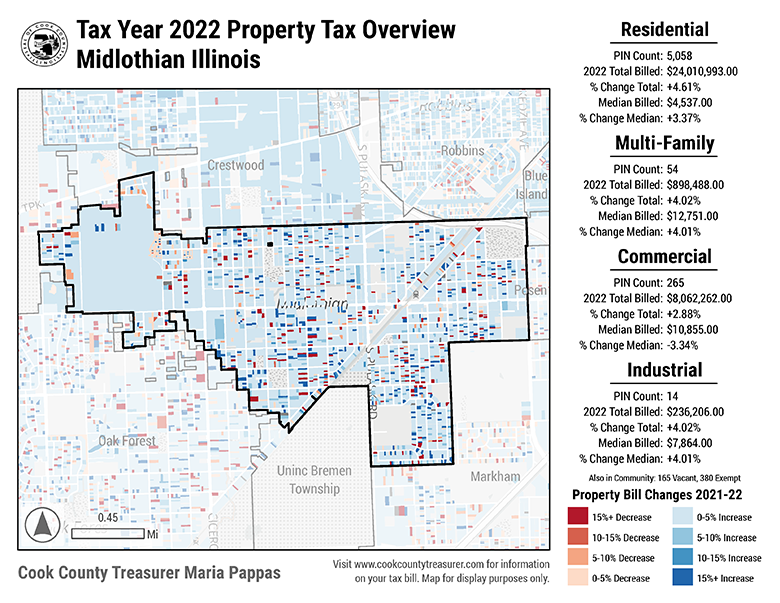 Tax Year 2022 Property Tax Overview
Midlothian Illinois
Crestwood
Robbins
Blue
Island
Midlothian
Posen
Oak Forest
Uninc Bremen
Township
Markham
0.45
Mi
Cook County Treasurer Maria Pappas
Visit www.cookcountytreasurer.com for information
on your tax bill. Map for display purposes only.
Residential
PIN Count: 5,058
2022 Total Billed: $24,010,993.00
% Change Total: +4.61%
Median Billed: $4,537.00
% Change Median: +3.37%
Multi-Family
PIN Count: 54
2022 Total Billed: $898,488.00
% Change Total: +4.02%
Median Billed: $12,751.00
% Change Median: +4.01%
Commercial
PIN Count: 265
2022 Total Billed: $8,062,262.00
% Change Total: +2.88%
Median Billed: $10,855.00
% Change Median: -3.34%
Industrial
PIN Count: 14
2022 Total Billed: $236,206.00
% Change Total: +4.02%
Median Billed: $7,864.00
% Change Median: +4.01%
Also in Community: 165 Vacant, 380 Exempt
Property Bill Changes 2021-22
15%+ Decrease
10-15% Decrease
5-10% Decrease
0-5% Decrease
0-5% Increase
5-10% Increase
10-15% Increase
15%+ Increase